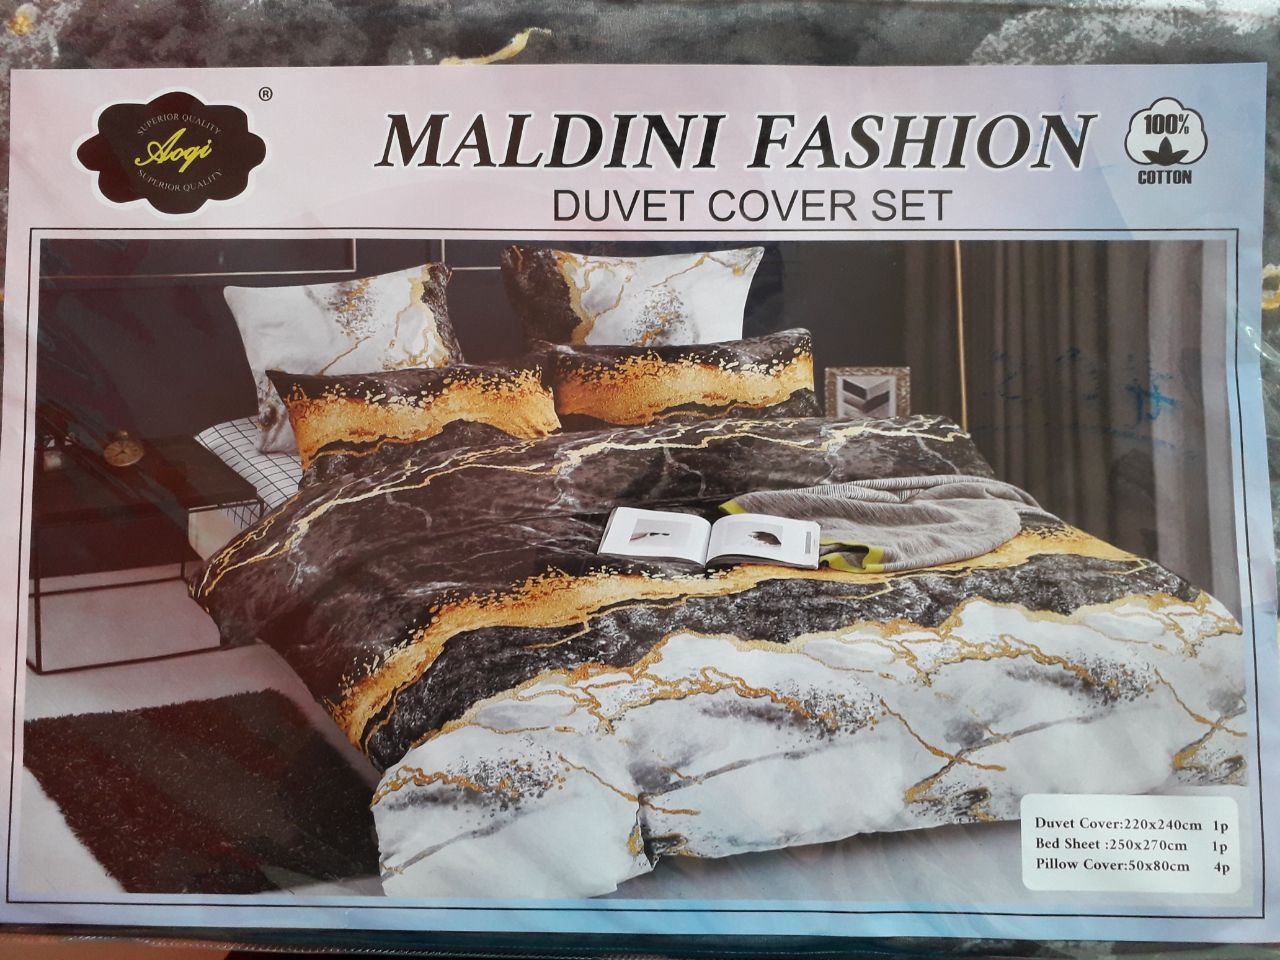 ®
SUPERIOR QUALITY
Aoqi
SUPERIOR QUALITY
MALDINI FASHION
DUVET COVER SET
100%
COTTON
Duvet Cover:220x240cm 1p
Bed Sheet :250x270cm 1p
Pillow Cover:50x80cm 4p